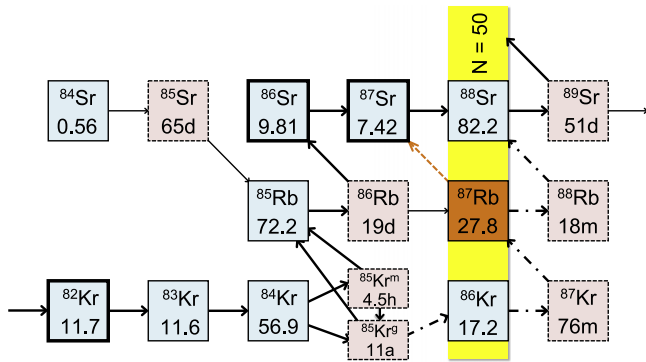 N = 50
⁸⁴Sr
0.56
⁸⁵Sr
65d
⁸⁶Sr
9.81
⁸⁷Sr
7.42
⁸⁸Sr
82.2
⁸⁹Sr
51d
⁸⁵Rb
72.2
⁸⁶Rb
19d
⁸⁷Rb
27.8
⁸⁸Rb
18m
⁸²Kr
11.7
⁸³Kr
11.6
⁸⁴Kr
56.9
⁸⁵Krᵐ
4.5h
⁸⁵Krᵍ
11a
⁸⁶Kr
17.2
⁸⁷Kr
76m